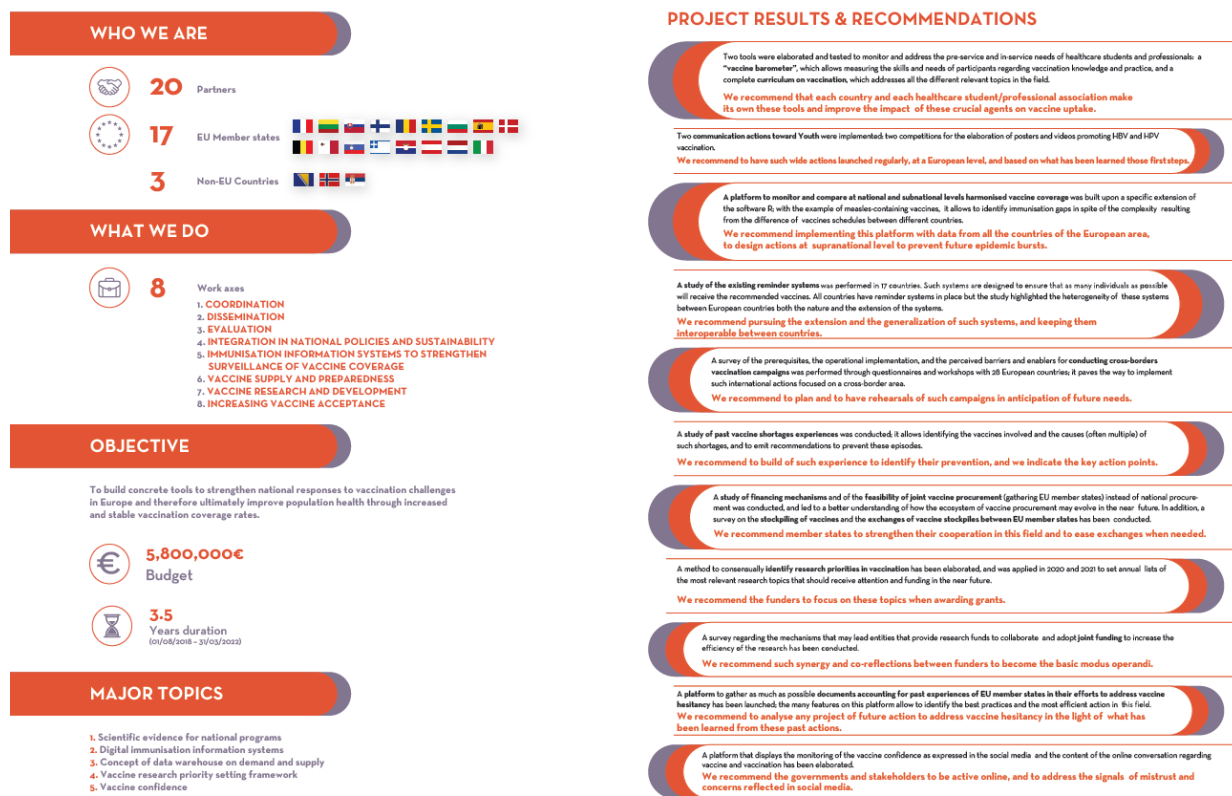 WHO WE ARE
20 Partners
17 EU Member states
3 Non-EU Countries
WHAT WE DO
8 Work axes
1. COORDINATION
2. DISSEMINATION
3. EVALUATION
4. INTEGRATION IN NATIONAL POLICIES AND SUSTAINABILITY
5. IMMUNISATION INFORMATION SYSTEMS TO STRENGTHEN
SURVEILLANCE OF VACCINE COVERAGE
6. VACCINE SUPPLY AND PREPAREDNESS
7. VACCINE RESEARCH AND DEVELOPMENT
8. INCREASING VACCINE ACCEPTANCE
OBJECTIVE
To build concrete tools to strengthen national responses to vaccination challenges
in Europe and therefore ultimately improve population health through increased
and stable vaccination coverage rates.
5,800,000€
Budget
3.5
Years duration
(01/08/2018 – 31/03/2022)
MAJOR TOPICS
1. Scientific evidence for national programs
2. Digital immunisation information systems
3. Concept of data warehouse on demand and supply
4. Vaccine research priority setting framework
5. Vaccine confidence
PROJECT RESULTS & RECOMMENDATIONS
Two tools were elaborated and tested to monitor and address the pre-service and in-service needs of healthcare students and professionals: a
"vaccine barometer", which allows measuring the skills and needs of participants regarding vaccination knowledge and practice, and a
complete curriculum on vaccination, which addresses all the different relevant topics in the field.
We recommend that each country and each healthcare student/professional association make
its own these tools and improve the impact of these crucial agents on vaccine uptake.
Two communication actions toward Youth were implemented: two competitions for the elaboration of posters and videos promoting HBV and HPV
vaccination.
We recommend to have such wide actions launched regularly, at a European level, and based on what has been learned those first steps.
A platform to monitor and compare at national and subnational levels harmonised vaccine coverage was built upon a specific extension of
the software R; with the example of measles-containing vaccines, it allows to identify immunisation gaps in spite of the complexity resulting
from the difference of vaccines schedules between different countries.
We recommend implementing this platform with data from all the countries of the European area,
to design actions at supranational level to prevent future epidemic bursts.
A study of the existing reminder systems was performed in 17 countries. Such systems are designed to ensure that as many individuals as possible
will receive the recommended vaccines. All countries have reminder systems in place but the study highlighted the heterogeneity of these systems
between European countries both the nature and the extension of the systems.
We recommend pursuing the extension and the generalization of such systems, and keeping them
interoperable between countries.
A survey of the prerequisites, the operational implementation, and the perceived barriers and enablers for conducting cross-borders
vaccination campaigns was performed through questionnaires and workshops with 28 European countries; it paves the way to implement
such international actions focused on a cross-border area.
We recommend to plan and to have rehearsals of such campaigns in anticipation of future needs.
A study of past vaccine shortages experiences was conducted; it allows identifying the vaccines involved and the causes (often multiple) of
such shortages, and to emit recommendations to prevent these episodes.
We recommend to build of such experience to identify their prevention, and we indicate the key action points.
A study of financing mechanisms and of the feasibility of joint vaccine procurement (gathering EU member states) instead of national procure-
ment was conducted, and led to a better understanding of how the ecosystem of vaccine procurement may evolve in the near future. In addition, a
survey on the stockpiling of vaccines and the exchanges of vaccine stockpiles between EU member states has been conducted.
We recommend member states to strengthen their cooperation in this field and to ease exchanges when needed.
A method to consensually identify research priorities in vaccination has been elaborated, and was applied in 2020 and 2021 to set annual lists of
the most relevant research topics that should receive attention and funding in the near future.
We recommend the funders to focus on these topics when awarding grants.
A survey regarding the mechanisms that may lead entities that provide research funds to collaborate and adopt joint funding to increase the
efficiency of the research has been conducted.
We recommend such synergy and co-reflections between funders to become the basic modus operandi.
A platform to gather as much as possible documents accounting for past experiences of EU member states in their efforts to address vaccine
hesitancy has been launched; the many features on this platform allow to identify the best practices and the most efficient action in this field.
We recommend to analyse any project of future action to address vaccine hesitancy in the light of what has
been learned from these past actions.
A platform that displays the monitoring of the vaccine confidence as expressed in the social media and the content of the online conversation regarding
vaccine and vaccination has been elaborated.
We recommend the governments and stakeholders to be active online, and to address the signals of mistrust and
concerns reflected in social media.